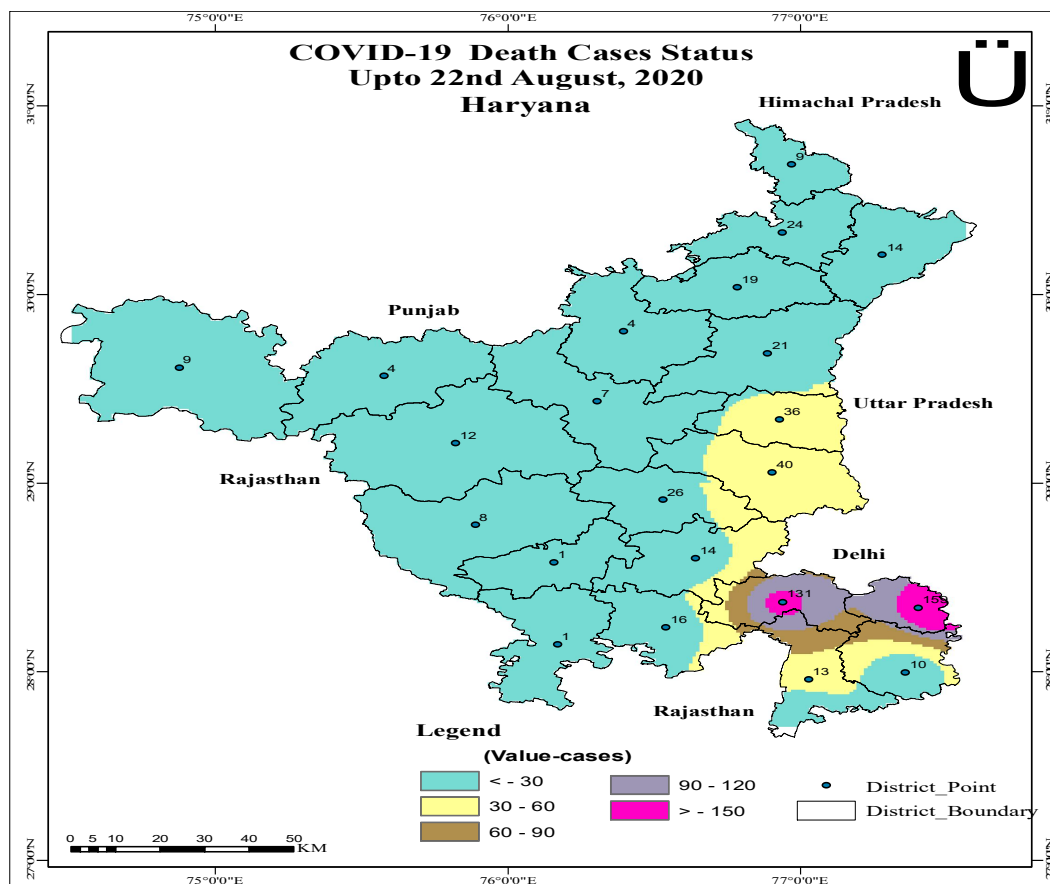 75°0'0"E
76°0'0"E
77°0'0"E
COVID-19 Death Cases Status
Upto 22nd August, 2020
Haryana
Ü
Himachal Pradesh
31°0'0"N
9
24
14
30°0'0"N
19
Punjab
4
21
9
4
7
Uttar Pradesh
36
12
40
Rajasthan
29°0'0"N
26
8
14
Delhi
1
131
16
1
10
13
28°0'0"N
Rajasthan
Legend
(Value-cases)
< - 30
30 - 60
60 - 90
90 - 120
> - 150
District_Point
District_Boundary
0 5 10 20 30 40 50
KM
27°0'0"N
75°0'0"E
76°0'0"E
77°0'0"E